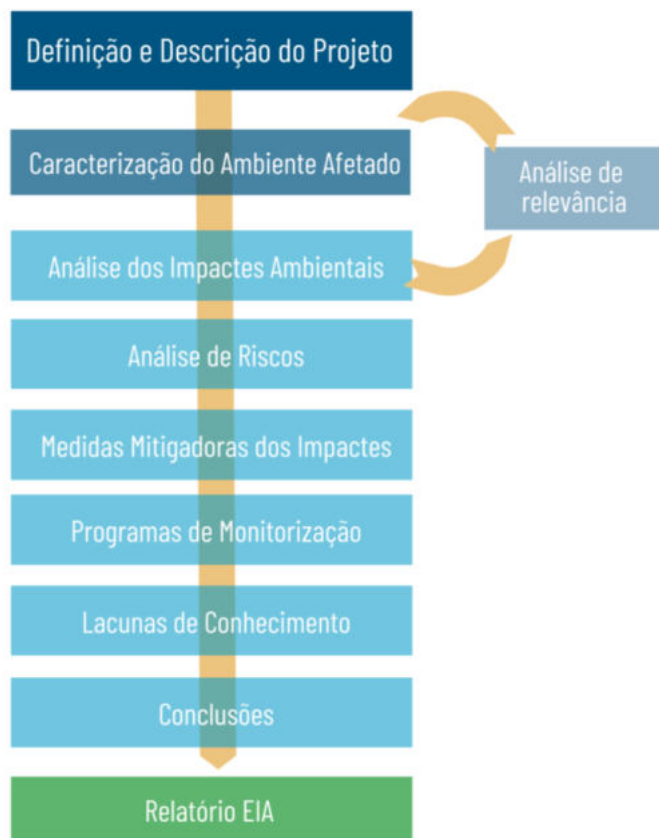 Definição e Descrição do Projeto
Caracterização do Ambiente Afetado
Análise de
relevância
Análise dos Impactes Ambientais
Análise de Riscos
Medidas Mitigadoras dos Impactes
Programas de Monitorização
Lacunas de Conhecimento
Conclusões
Relatório EIA